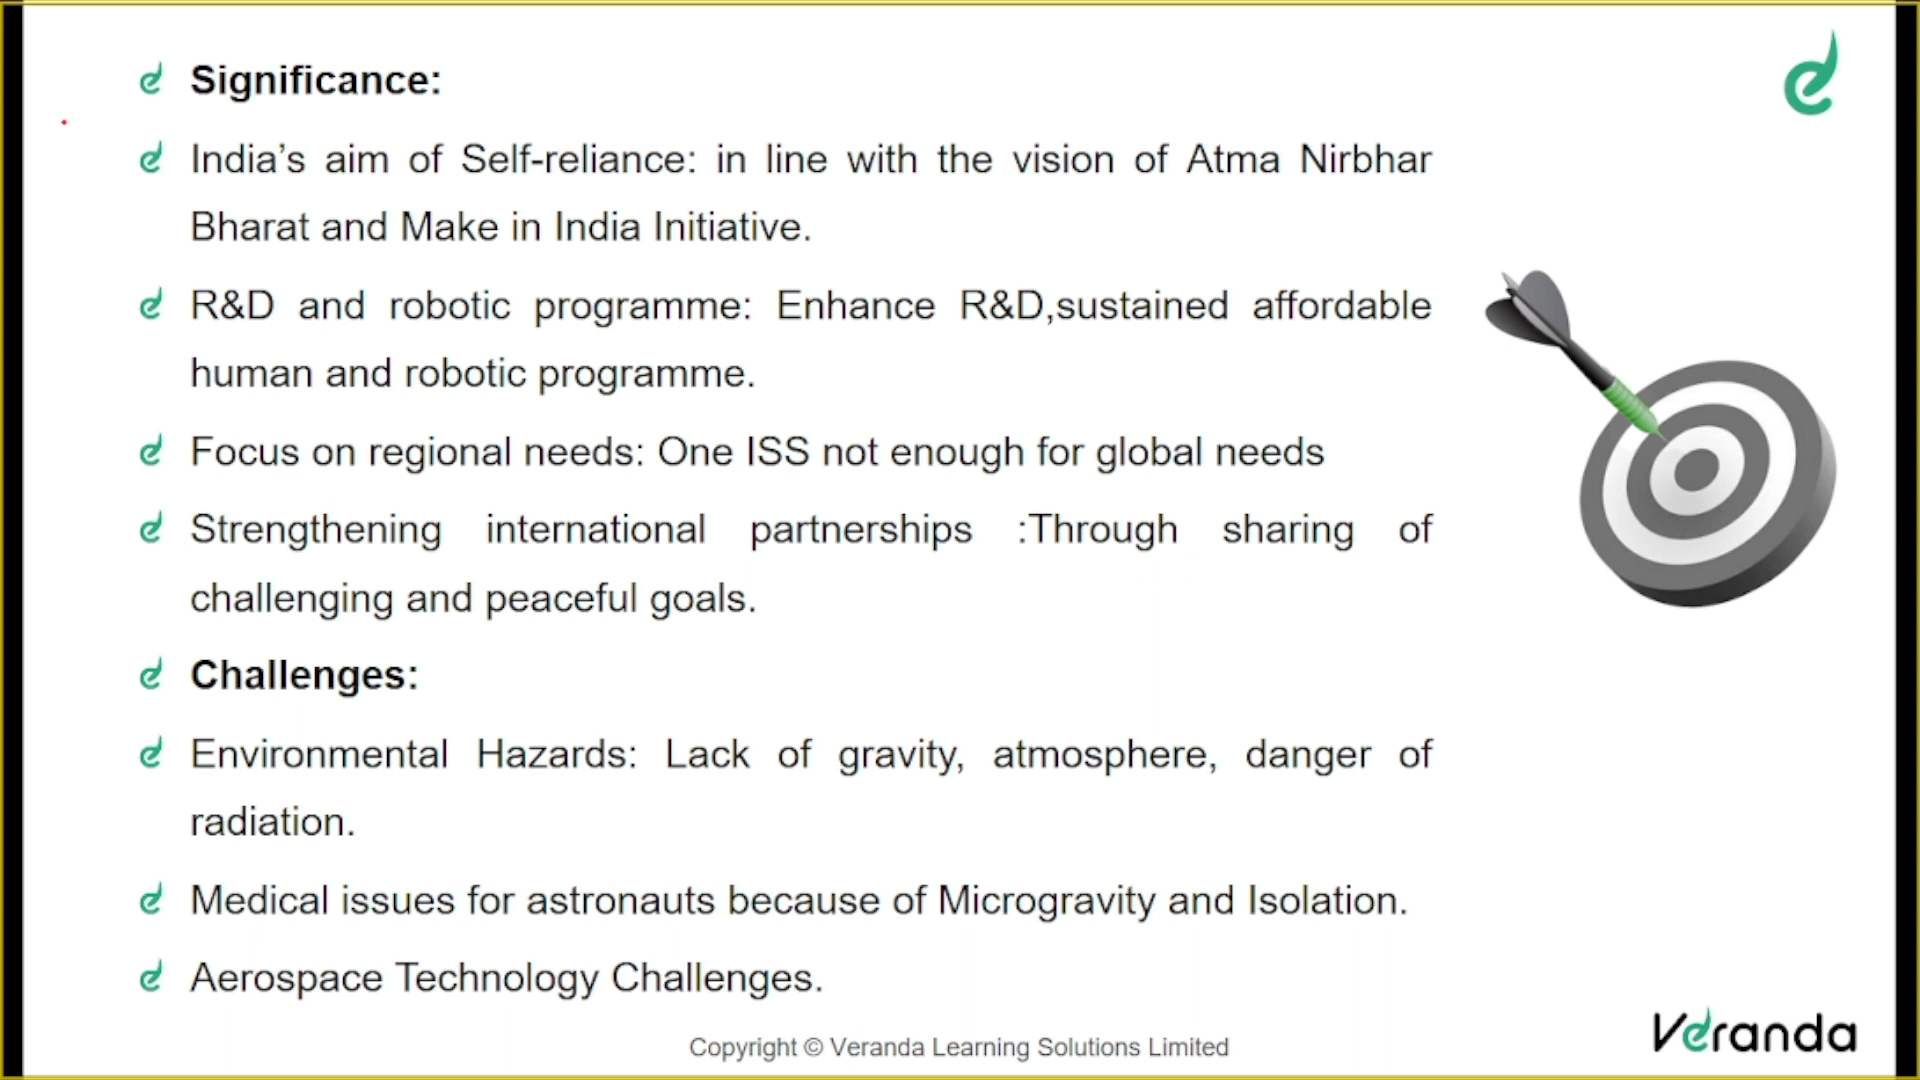 Significance:
India’s aim of Self-reliance: in line with the vision of Atma Nirbhar
Bharat and Make in India Initiative.
R&D and robotic programme: Enhance R&D,sustained affordable
human and robotic programme.
Focus on regional needs: One ISS not enough for global needs
Strengthening international partnerships :Through sharing of
challenging and peaceful goals.
Challenges:
Environmental Hazards: Lack of gravity, atmosphere, danger of
radiation.
Medical issues for astronauts because of Microgravity and Isolation.
Aerospace Technology Challenges.
Copyright © Veranda Learning Solutions Limited
Veranda